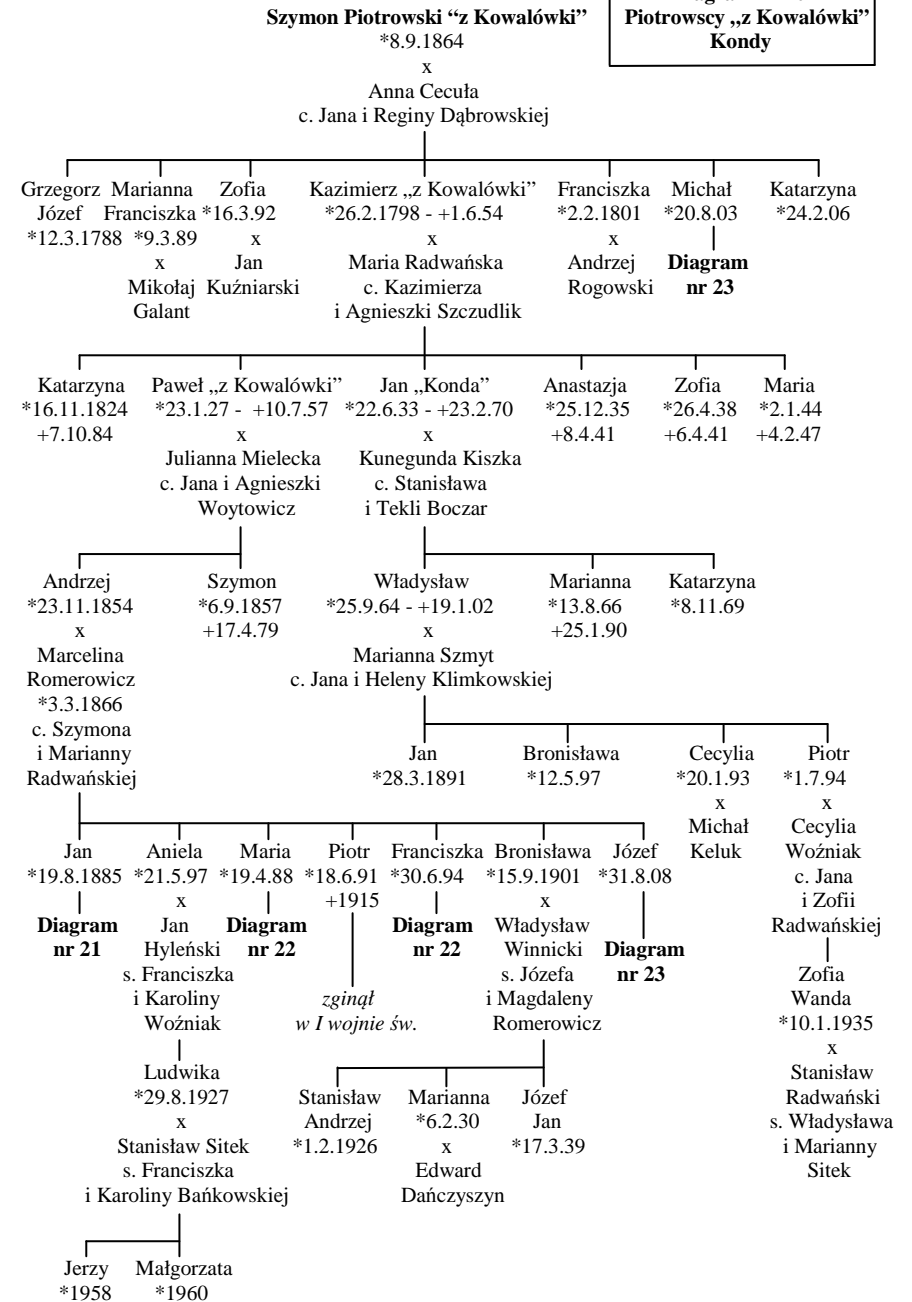 Szymon Piotrowski “z Kowalówki”
*8.9.1864
x
Anna Cecuła
c. Jana i Reginy Dąbrowskiej
Piotrowscy „z Kowalówki”
Kondy
Grzegorz
Józef
*12.3.1788
Marianna
Franciszka
*9.3.89
x
Mikołaj
Galant
Zofia
*16.3.92
x
Jan
Kuźniarski
Kazimierz „z Kowalówki”
*26.2.1798 - +1.6.54
x
Maria Radwańska
c. Kazimierza
i Agnieszki Szczudlik
Franciszka
*2.2.1801
x
Andrzej
Rogowski
Michał
*20.8.03
Diagram
nr 23
Katarzyna
*24.2.06
Katarzyna
*16.11.1824
+7.10.84
Paweł „z Kowalówki”
*23.1.27 - +10.7.57
x
Julianna Mielecka
c. Jana i Agnieszki
Woytowicz
Jan „Konda”
*22.6.33 - +23.2.70
x
Kunegunda Kiszka
c. Stanisława
i Tekli Boczar
Anastazja
*25.12.35
+8.4.41
Zofia
*26.4.38
+6.4.41
Maria
*2.1.44
+4.2.47
Andrzej
*23.11.1854
x
Marcelina
Romerowicz
*3.3.1866
c. Szymona
i Marianny
Radwańskiej
Szymon
*6.9.1857
+17.4.79
Władysław
*25.9.64 - +19.1.02
x
Marianna Szmyt
c. Jana i Heleny Klimkowskiej
Marianna
*13.8.66
+25.1.90
Katarzyna
*8.11.69
Jan
*28.3.1891
Bronisława
*12.5.97
Cecylia
*20.1.93
x
Michał
Keluk
Piotr
*1.7.94
x
Cecylia
Woźniak
c. Jana
i Zofii
Radwańskiej
Jan
*19.8.1885
Diagram
nr 21
Aniela
*21.5.97
x
Jan
Hyleński
s. Franciszka
i Karoliny
Woźniak
Maria
*19.4.88
Diagram
nr 22
Piotr
*18.6.91
+1915
zginął
w I wojnie św.
Franciszka
*30.6.94
Diagram
nr 22
Bronisława
*15.9.1901
x
Władysław
Winnicki
s. Józefa
i Magdaleny
Romerowicz
Józef
*31.8.08
Diagram
nr 23
Zofia
Wanda
*10.1.1935
x
Stanisław
Radwański
s. Władysława
i Marianny
Sitek
Ludwika
*29.8.1927
x
Stanisław Sitek
s. Franciszka
i Karoliny Bańkowskiej
Stanisław
Andrzej
*1.2.1926
Marianna
*6.2.30
x
Edward
Dańczyszyn
Józef
Jan
*17.3.39
Jerzy
*1958
Małgorzata
*1960